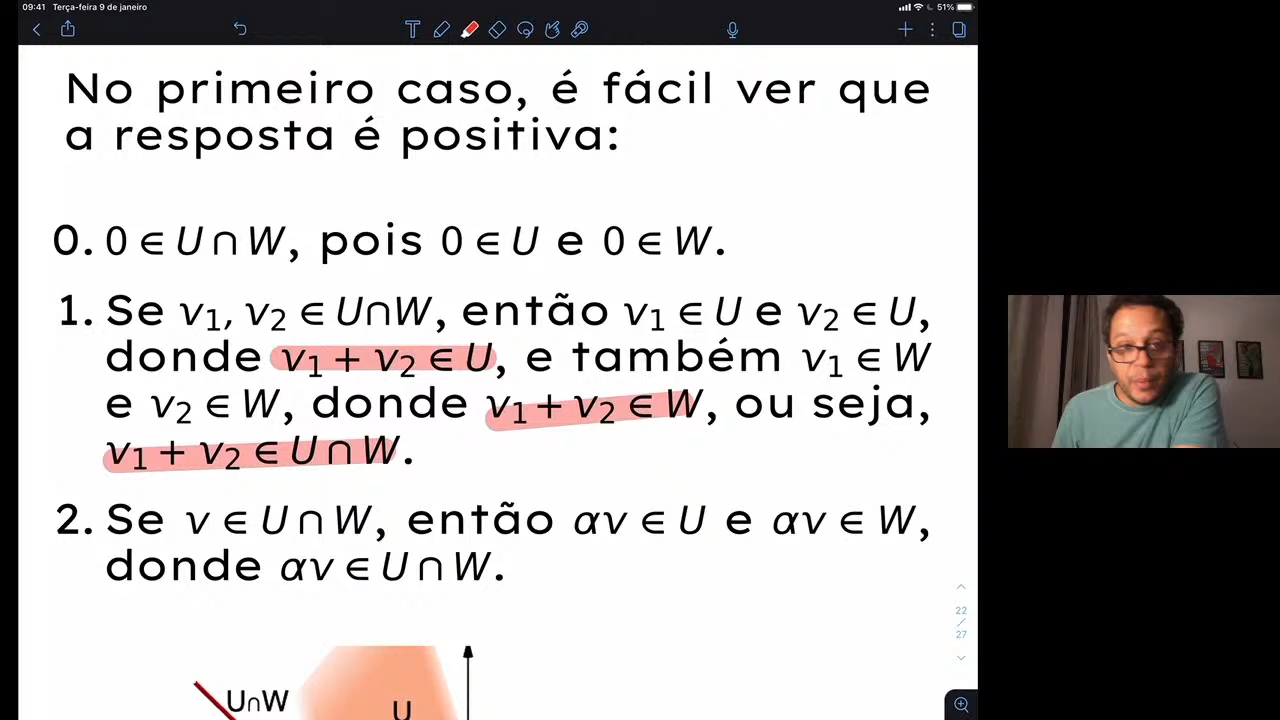 09:41 Terça-feira 9 de janeiro
51%
No primeiro caso, é fácil ver que
a resposta é positiva:
0. 0 ∈ U ∩ W, pois 0 ∈ U e 0 ∈ W.
1. Se v₁, v₂ ∈ U∩W, então v₁ ∈ U e v₂ ∈ U,
donde v₁ + v₂ ∈ U, e também v₁ ∈ W
e v₂ ∈ W, donde v₁ + v₂ ∈ W, ou seja,
v₁ + v₂ ∈ U ∩ W.
2. Se v ∈ U ∩ W, então αv ∈ U e αv ∈ W,
donde αv ∈ U ∩ W.
22
/
27
U∩W
U